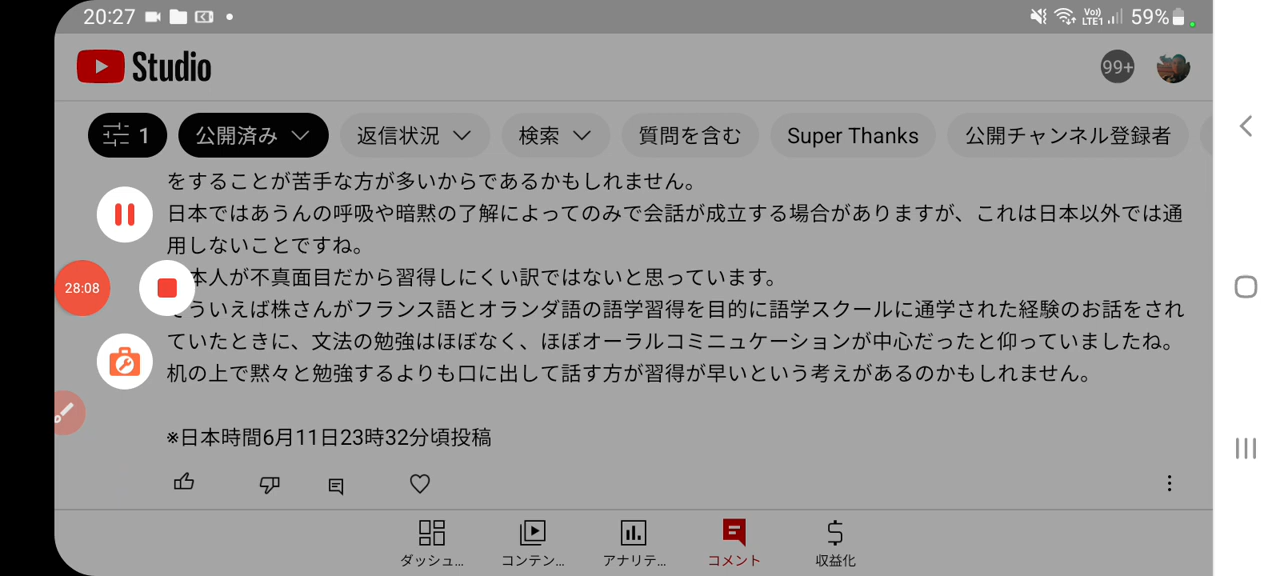 20:27
Vo)) LTE1 59%
Studio
99+
1 公開済み 返信状況 検索 質問を含む Super Thanks 公開チャンネル登録者
をすることが苦手な方が多いからであるかもしれません。
日本ではあうんの呼吸や暗黙の了解によってのみで会話が成立する場合がありますが、これは日本以外では通
用しないことですね。
本人が不真面目だから習得しにくい訳ではないと思っています。
28:08
そういえば株さんがフランス語とオランダ語の語学習得を目的に語学スクールに通学された経験のお話をされ
ていたときに、文法の勉強はほぼなく、ほぼオーラルコミニュケーションが中心だったと仰っていましたね。
机の上で黙々と勉強するよりも口に出して話す方が習得が早いという考えがあるのかもしれません。
※日本時間6月11日23時32分頃投稿
ダッシュ... コンテン... アナリテ... コメント 収益化